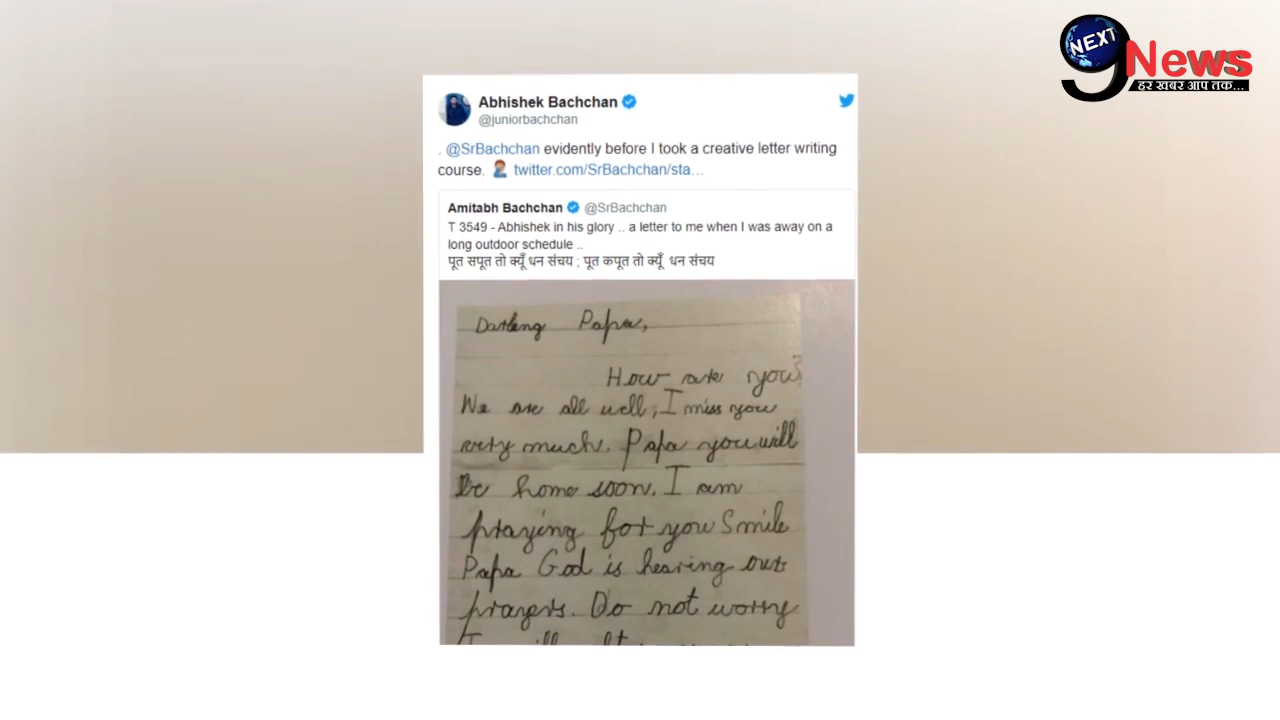 NEXT
9 News
हर खबर आप तक...
Abhishek Bachchan
@juniorbachchan
. @SrBachchan evidently before I took a creative letter writing
course. 🤦🏽‍♂️ twitter.com/SrBachchan/sta...
Amitabh Bachchan @SrBachchan
T 3549 - Abhishek in his glory .. a letter to me when I was away on a
long outdoor schedule ..
पूत सपूत तो क्यूँ धन संचय ; पूत कपूत तो क्यूँ धन संचय
Darling Papa,
How are you?
We are all well, I miss you
very much. Papa you will
be home soon. I am
praying for you Smile
Papa God is hearing our
prayers. Do not worry
I will